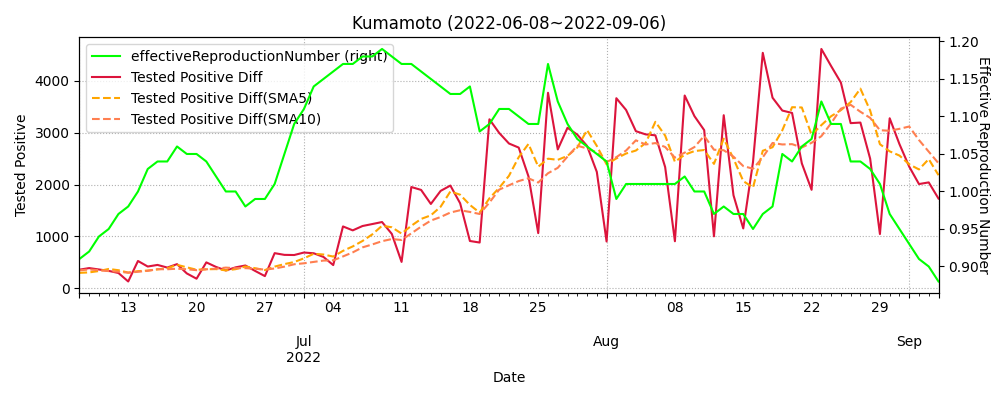 Kumamoto (2022-06-08~2022-09-06)
effectiveReproductionNumber (right)
Tested Positive Diff
Tested Positive Diff(SMA5)
Tested Positive Diff(SMA10)
Tested Positive
4000
3000
2000
1000
0
1.20
1.15
1.10
1.05
1.00
0.95
0.90
Effective Reproduction Number
13 20 27 04 11 18 25 08 15 22 29
Jul Aug Sep
2022
Date